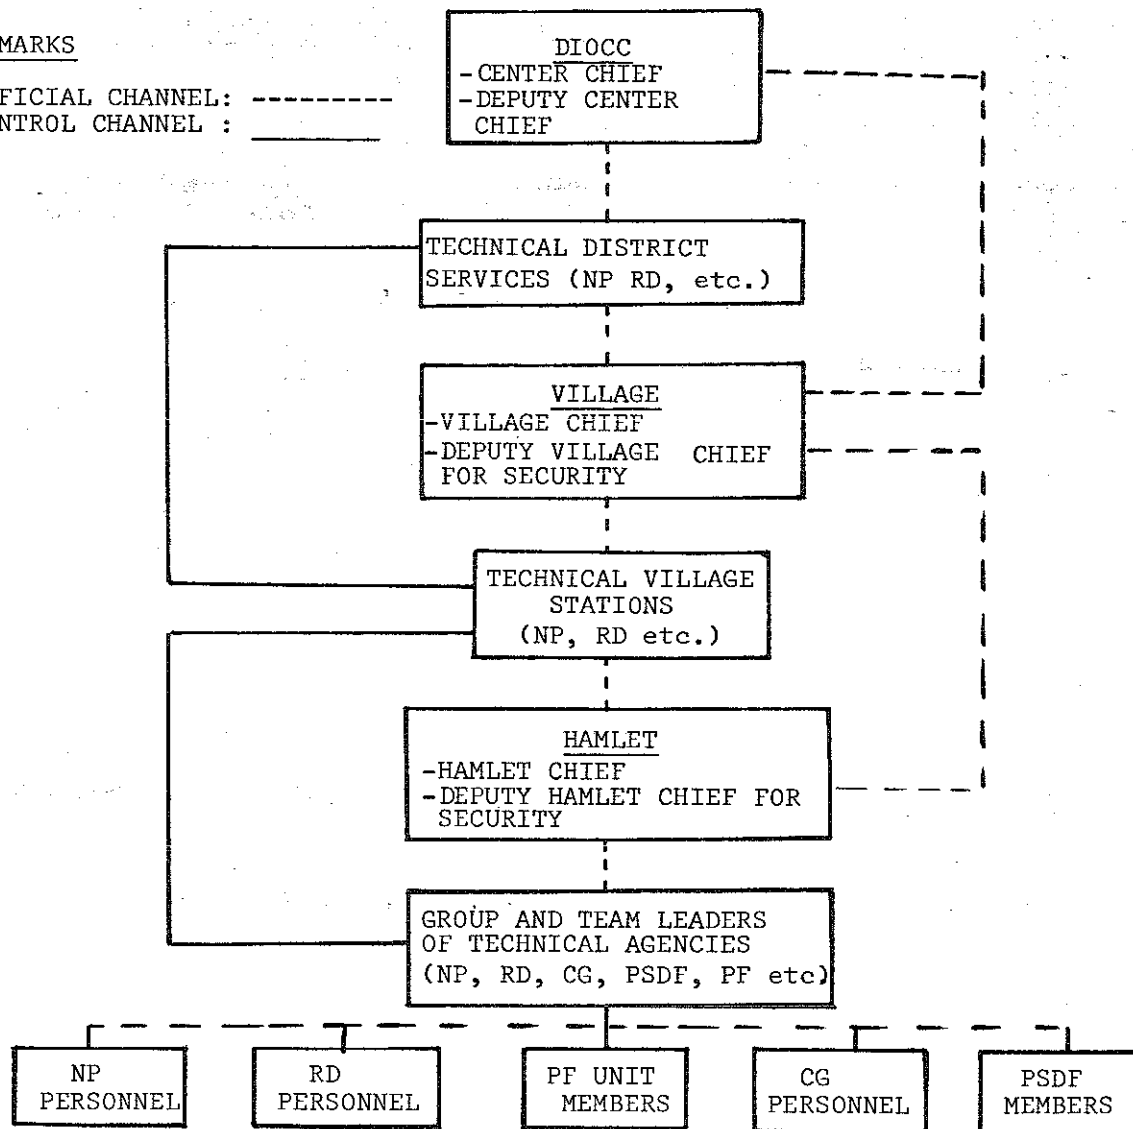 MARKS
FICIAL CHANNEL:
NTROL CHANNEL :
DIOCC
-CENTER CHIEF
-DEPUTY CENTER
CHIEF
TECHNICAL DISTRICT
SERVICES (NP RD, etc.)
VILLAGE
-VILLAGE CHIEF
-DEPUTY VILLAGE CHIEF
FOR SECURITY
TECHNICAL VILLAGE
STATIONS
(NP, RD etc.)
HAMLET
-HAMLET CHIEF
-DEPUTY HAMLET CHIEF FOR
SECURITY
GROUP AND TEAM LEADERS
OF TECHNICAL AGENCIES
(NP, RD, CG, PSDF, PF etc)
NP
PERSONNEL
RD
PERSONNEL
PF UNIT
MEMBERS
CG
PERSONNEL
PSDF
MEMBERS